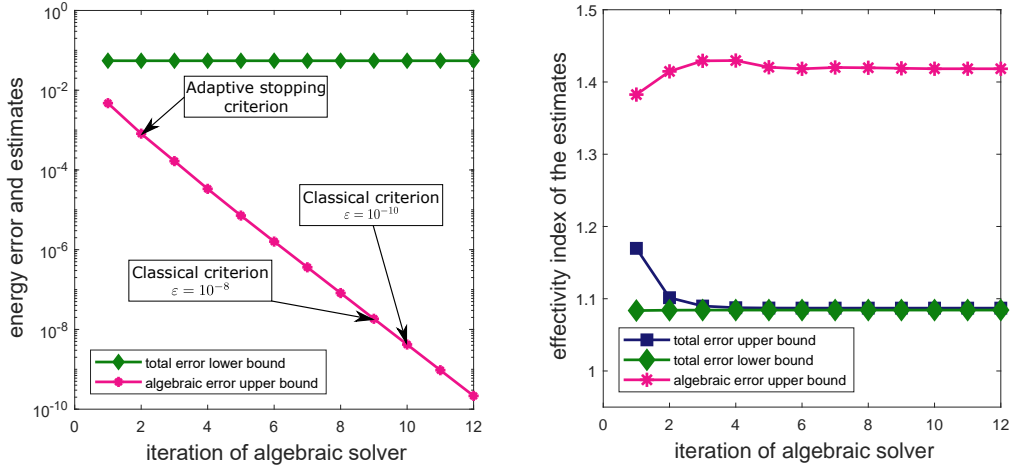 energy error and estimates
10^0
10^-2
10^-4
10^-6
10^-8
10^-10
Adaptive stopping
criterion
Classical criterion
ε = 10^-10
Classical criterion
ε = 10^-8
total error lower bound
algebraic error upper bound
0 2 4 6 8 10 12
iteration of algebraic solver
effectivity index of the estimates
1.5
1.4
1.3
1.2
1.1
1
total error upper bound
total error lower bound
algebraic error upper bound
0 2 4 6 8 10 12
iteration of algebraic solver